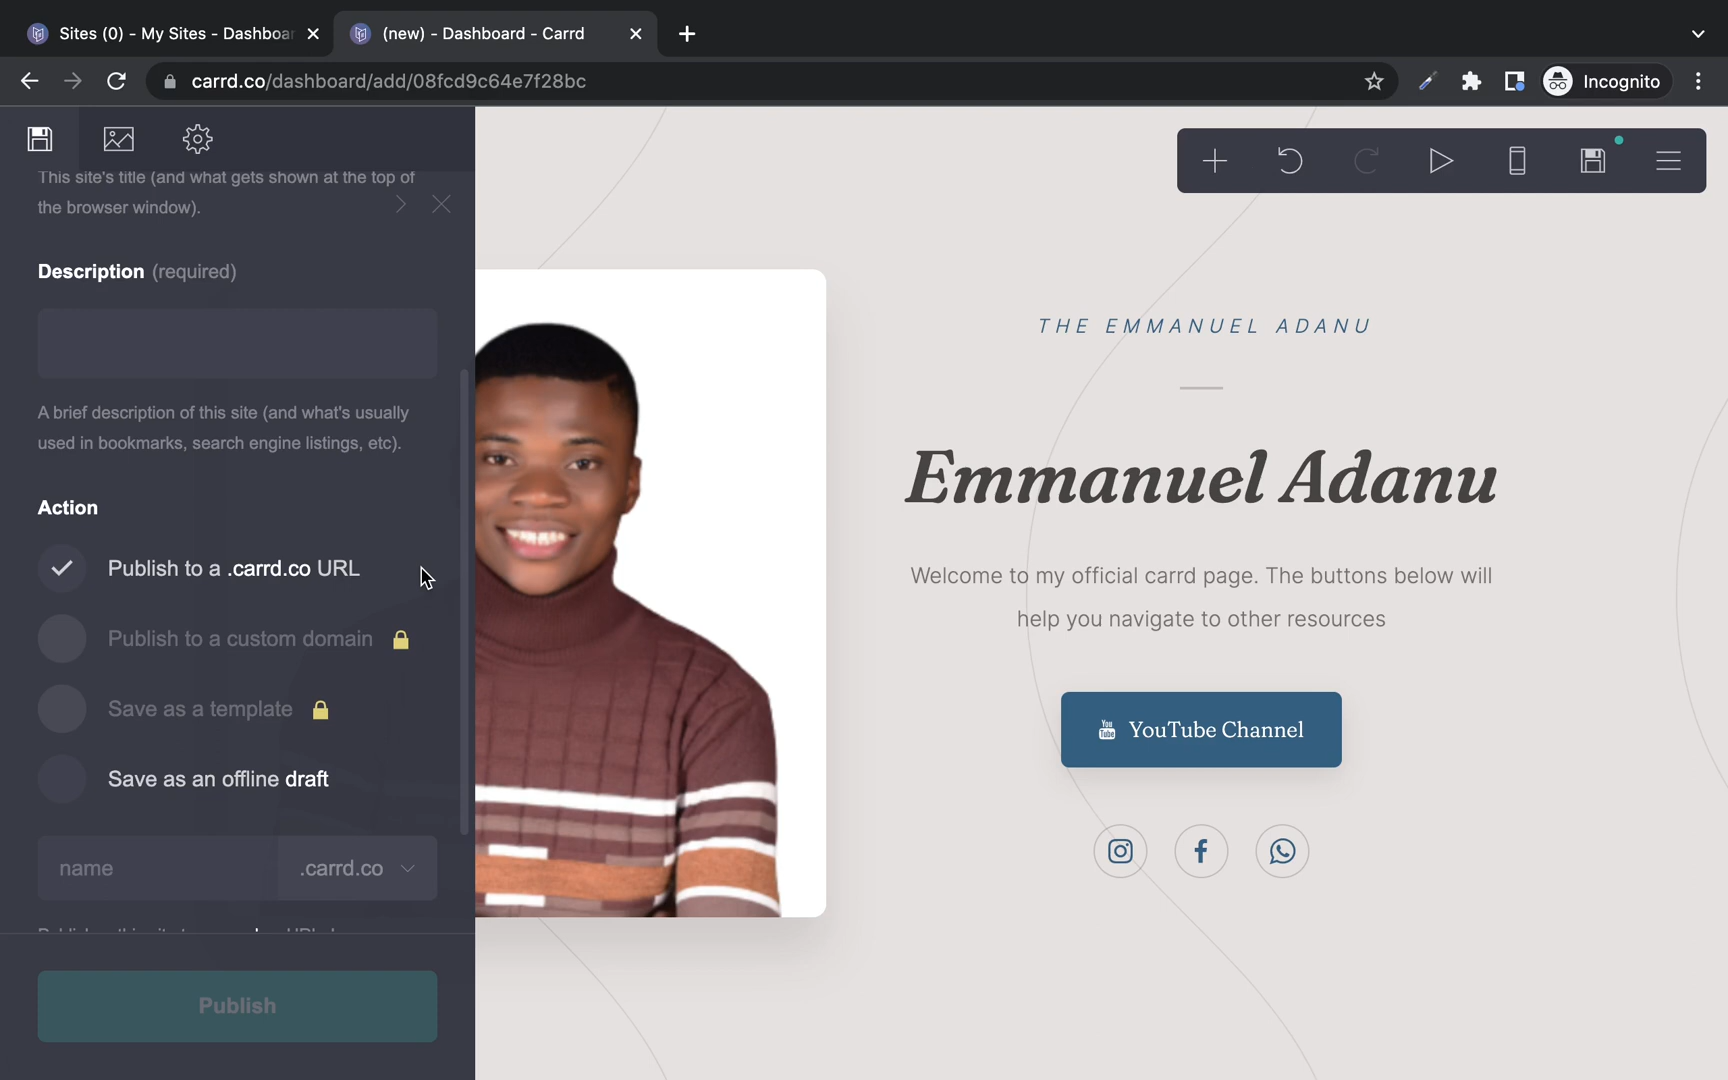 Sites (0) - My Sites - Dashboar
(new) - Dashboard - Carrd
carrd.co/dashboard/add/08fcd9c64e7f28bc
Incognito
This site's title (and what gets shown at the top of
the browser window).
Description (required)
A brief description of this site (and what's usually
used in bookmarks, search engine listings, etc).
Action
Publish to a .carrd.co URL
Publish to a custom domain
Save as a template
Save as an offline draft
name
.carrd.co
Publish
THE EMMANUEL ADANU
Emmanuel Adanu
Welcome to my official carrd page. The buttons below will
help you navigate to other resources
You Tube YouTube Channel